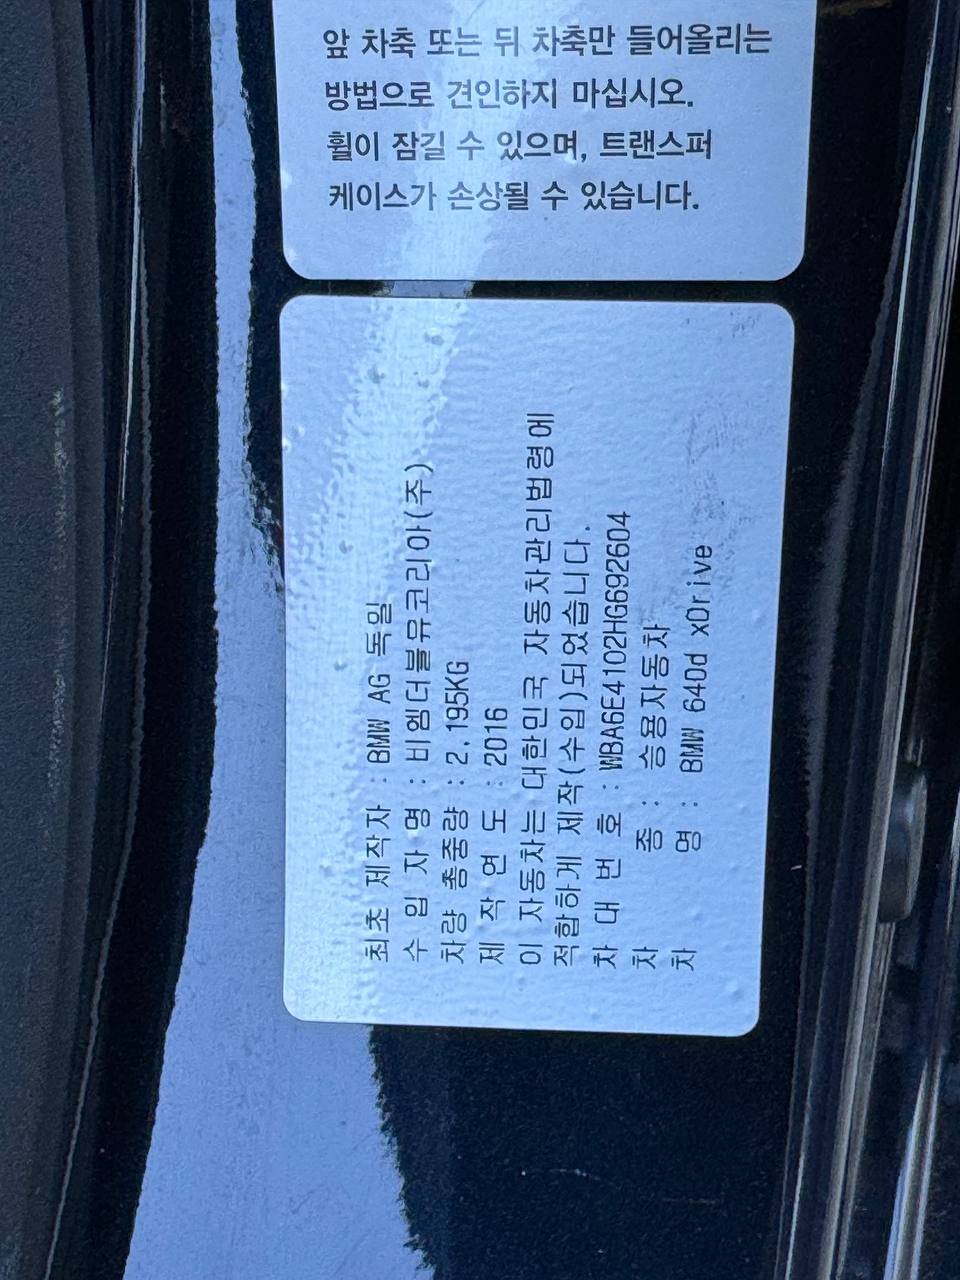 앞 차축 또는 뒤 차축만 들어올리는
방법으로 견인하지 마십시오.
휠이 잠길 수 있으며, 트랜스퍼
케이스가 손상될 수 있습니다.
최초 제작자 : BMW AG 독일
수 입 자 명 : 비엠더블유코리아(주)
차량 총중량 : 2,195KG
제 작 연 도 : 2016
이 자동차는 대한민국 자동차관리법령에
적합하게 제작(수입)되었습니다.
차 대 번 호 : WBA6E4102HG692604
차 종 : 승용자동차
차 명 : BMW 640d xDrive